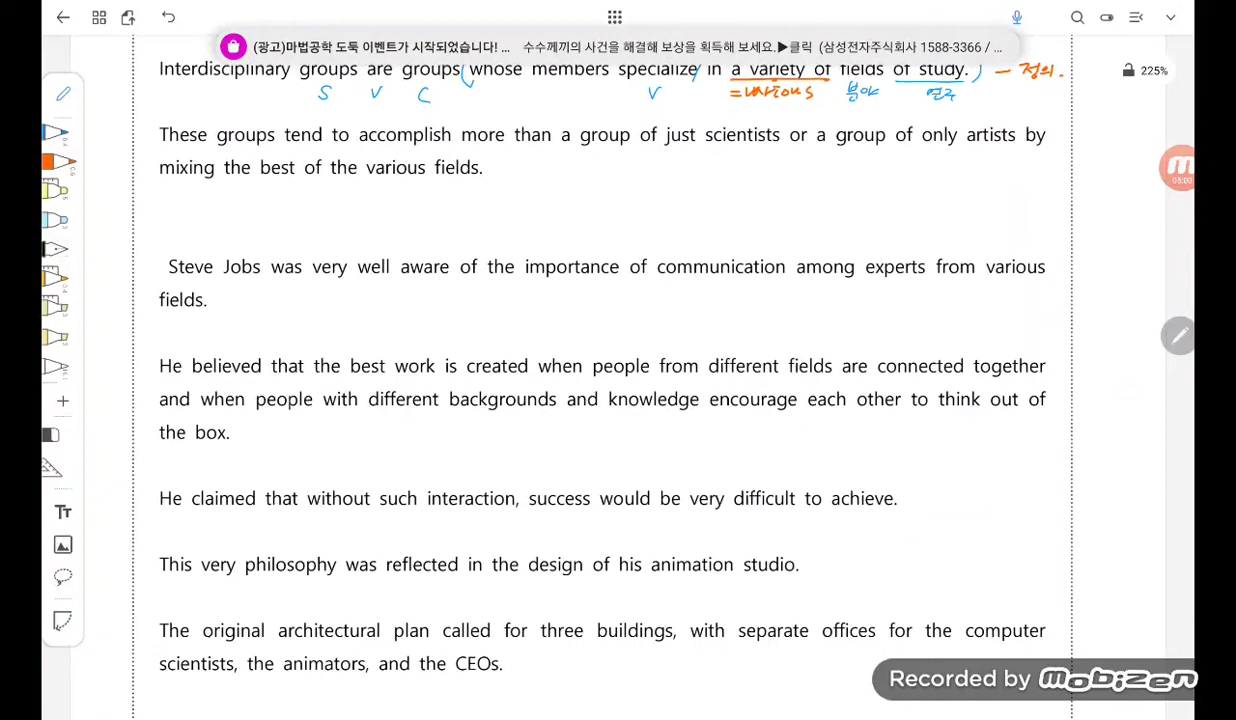 (광고)마법공학 도둑 이벤트가 시작되었습니다! ... 수수께끼의 사건을 해결해 보상을 획득해 보세요.▶클릭 (삼성전자주식회사 1588-3366 / ...
225%
Interdisciplinary groups are groups (whose members specialize / in a variety of fields of study.) - 정의.
S V C V =various 분야 연구
These groups tend to accomplish more than a group of just scientists or a group of only artists by
mixing the best of the various fields.
05:00
Steve Jobs was very well aware of the importance of communication among experts from various
fields.
He believed that the best work is created when people from different fields are connected together
and when people with different backgrounds and knowledge encourage each other to think out of
the box.
He claimed that without such interaction, success would be very difficult to achieve.
Tt
This very philosophy was reflected in the design of his animation studio.
The original architectural plan called for three buildings, with separate offices for the computer
scientists, the animators, and the CEOs.
Recorded by mobizen